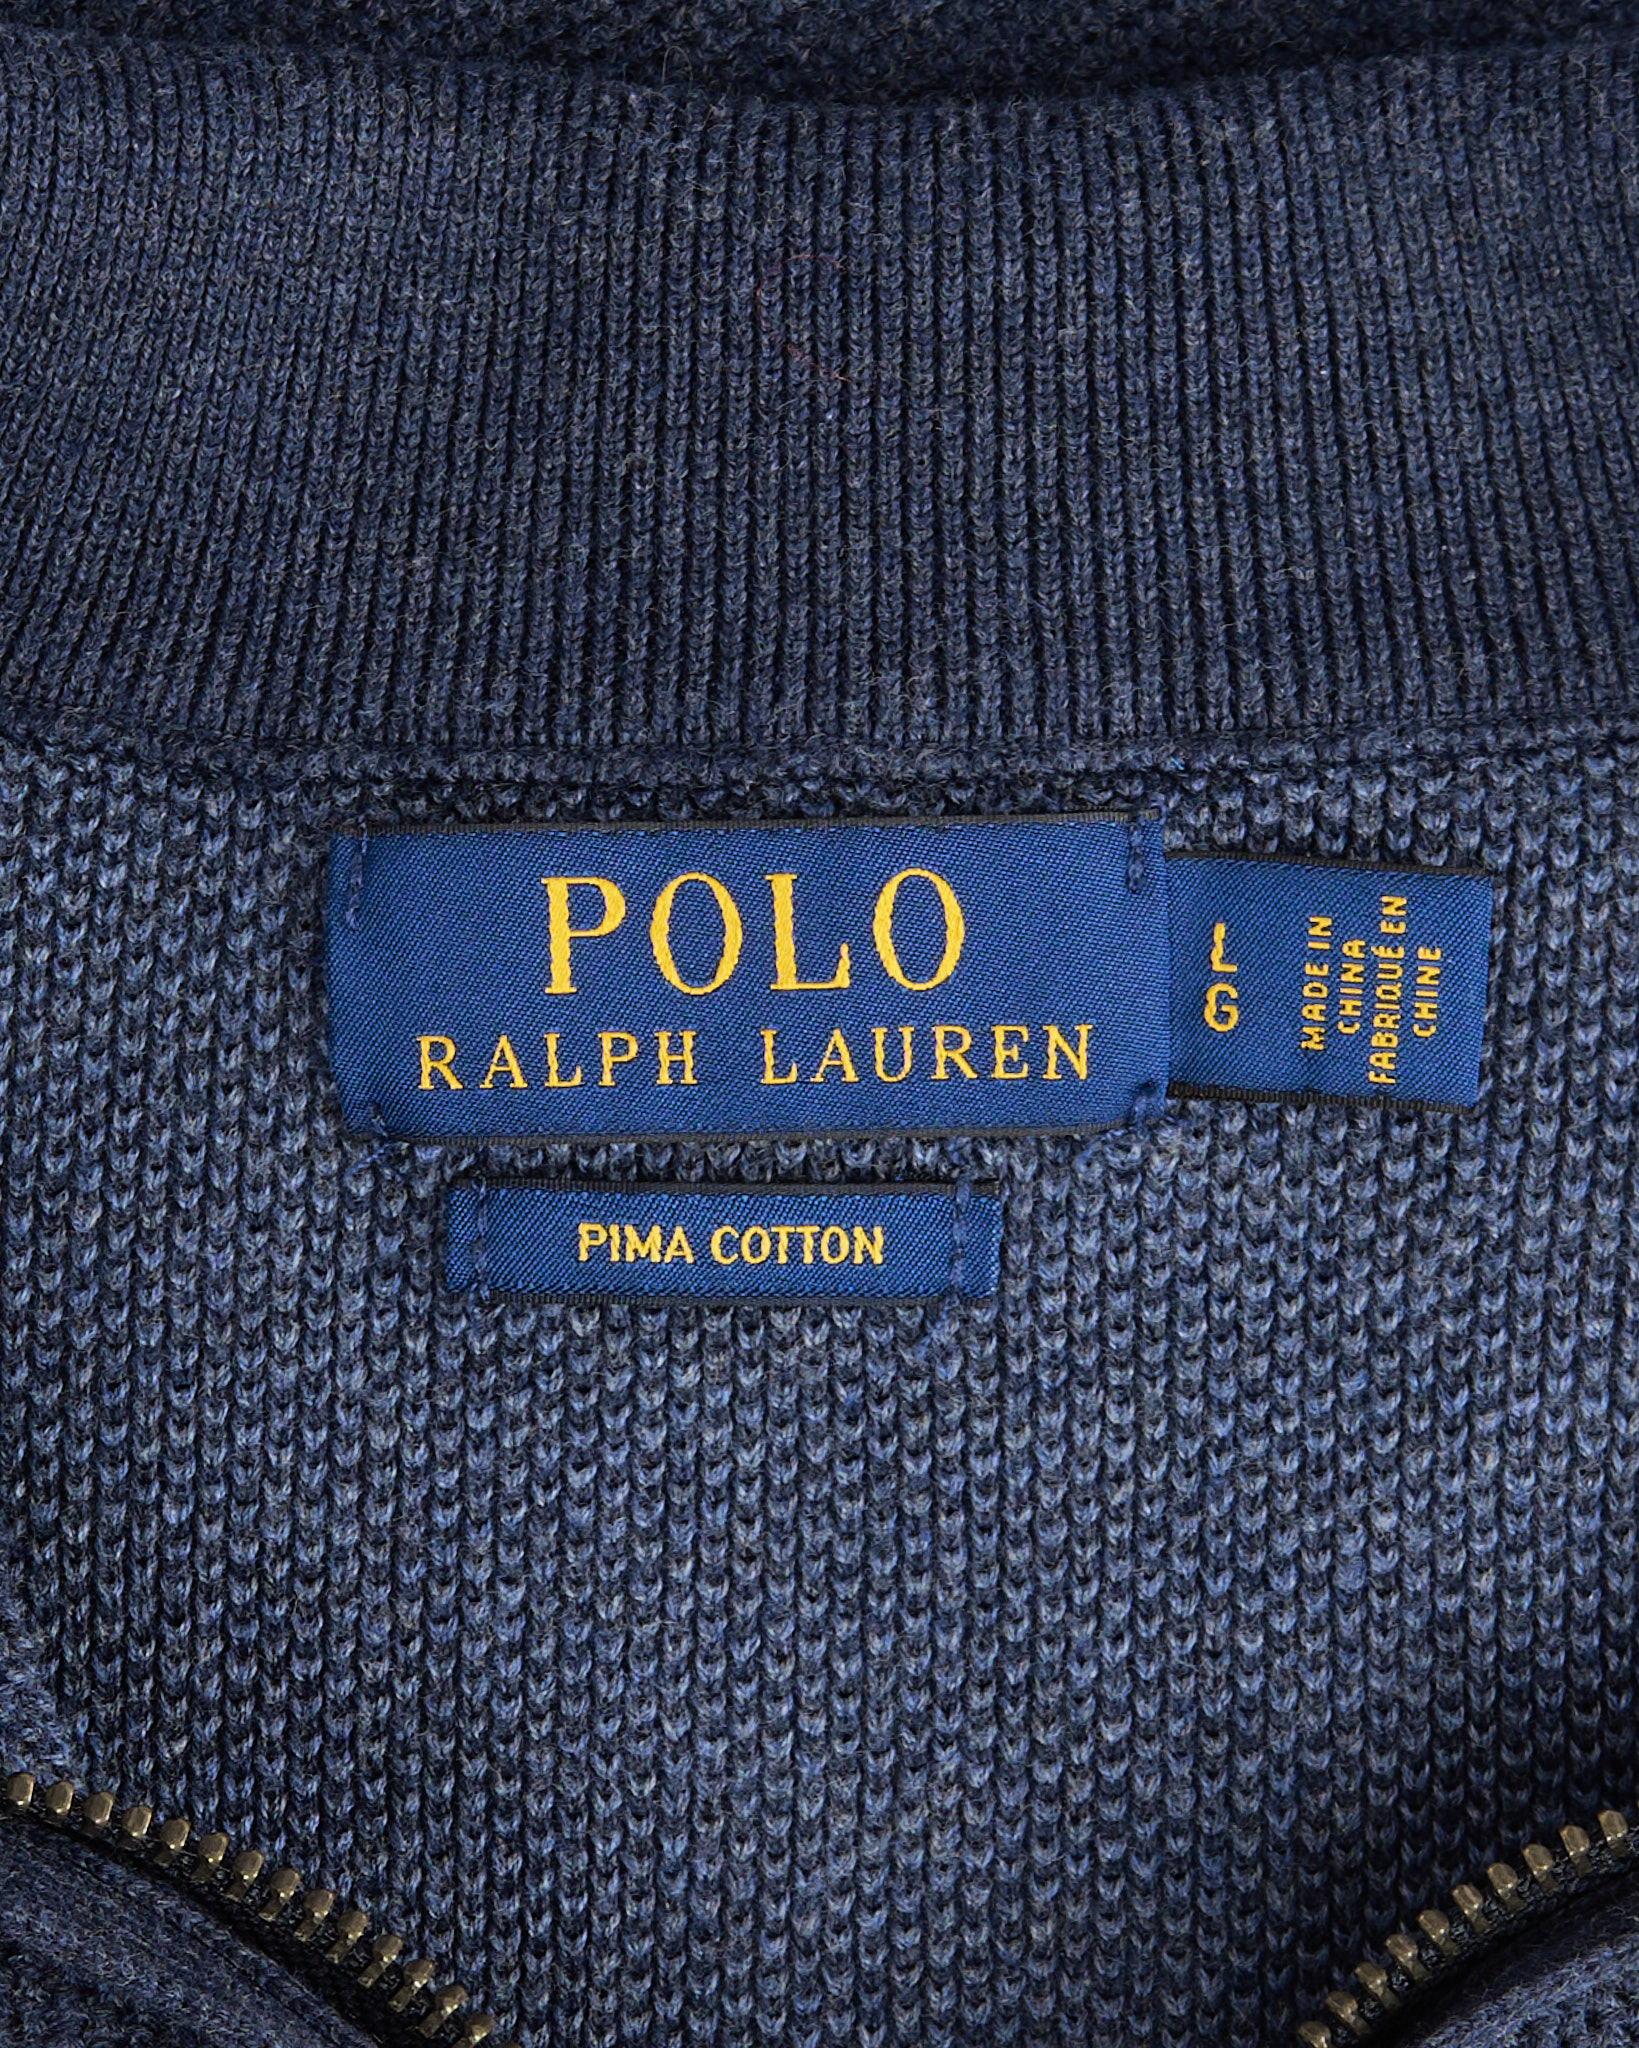 POLO
RALPH LAUREN
L
G
MADE IN
CHINA
FABRIQUÉ EN
CHINE
PIMA COTTON